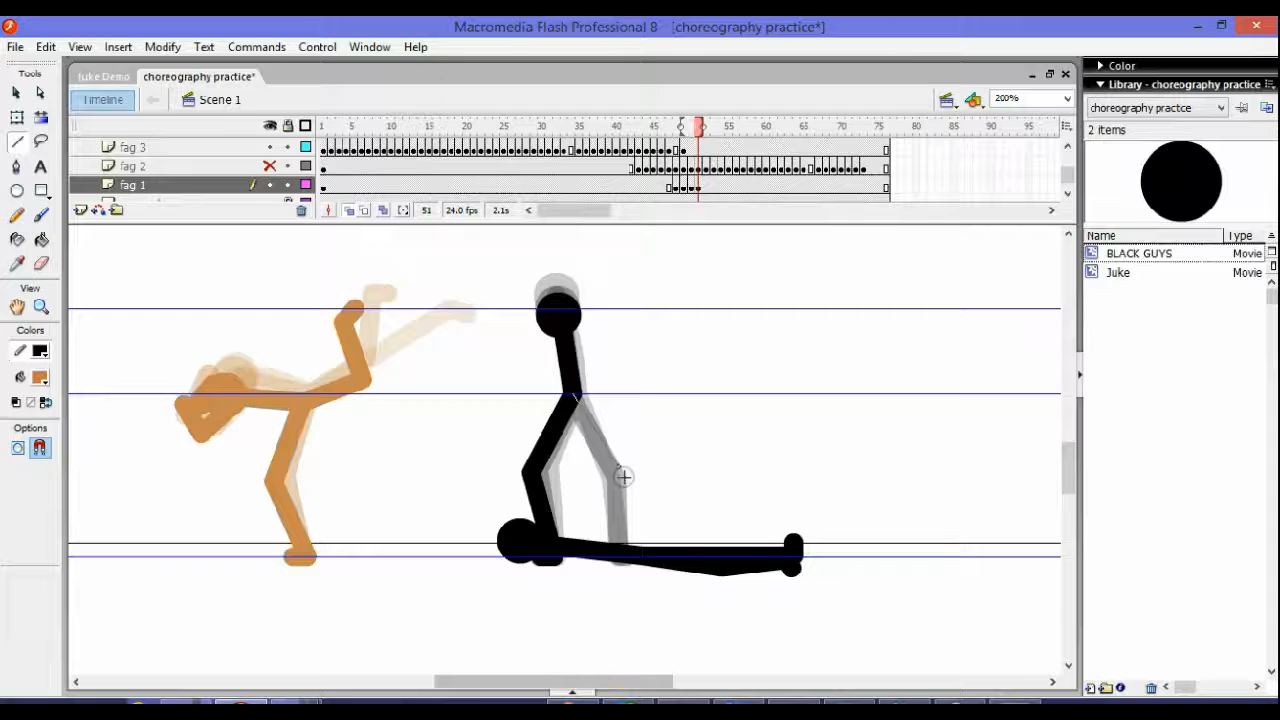 Macromedia Flash Professional 8 - [choreography practice*]
File Edit View Insert Modify Text Commands Control Window Help
Tools
View
Colors
Options
Juke Demo choreography practice*
Timeline Scene 1 200%
1 5 10 15 20 25 30 35 40 45 55 60 65 70 75 80 85 90 95
fag 3
fag 2
fag 1
51 24.0 fps 2.1s
Color
Library - choreography practice
choreography practce
2 items
Name Type
BLACK GUYS Movie
Juke Movie